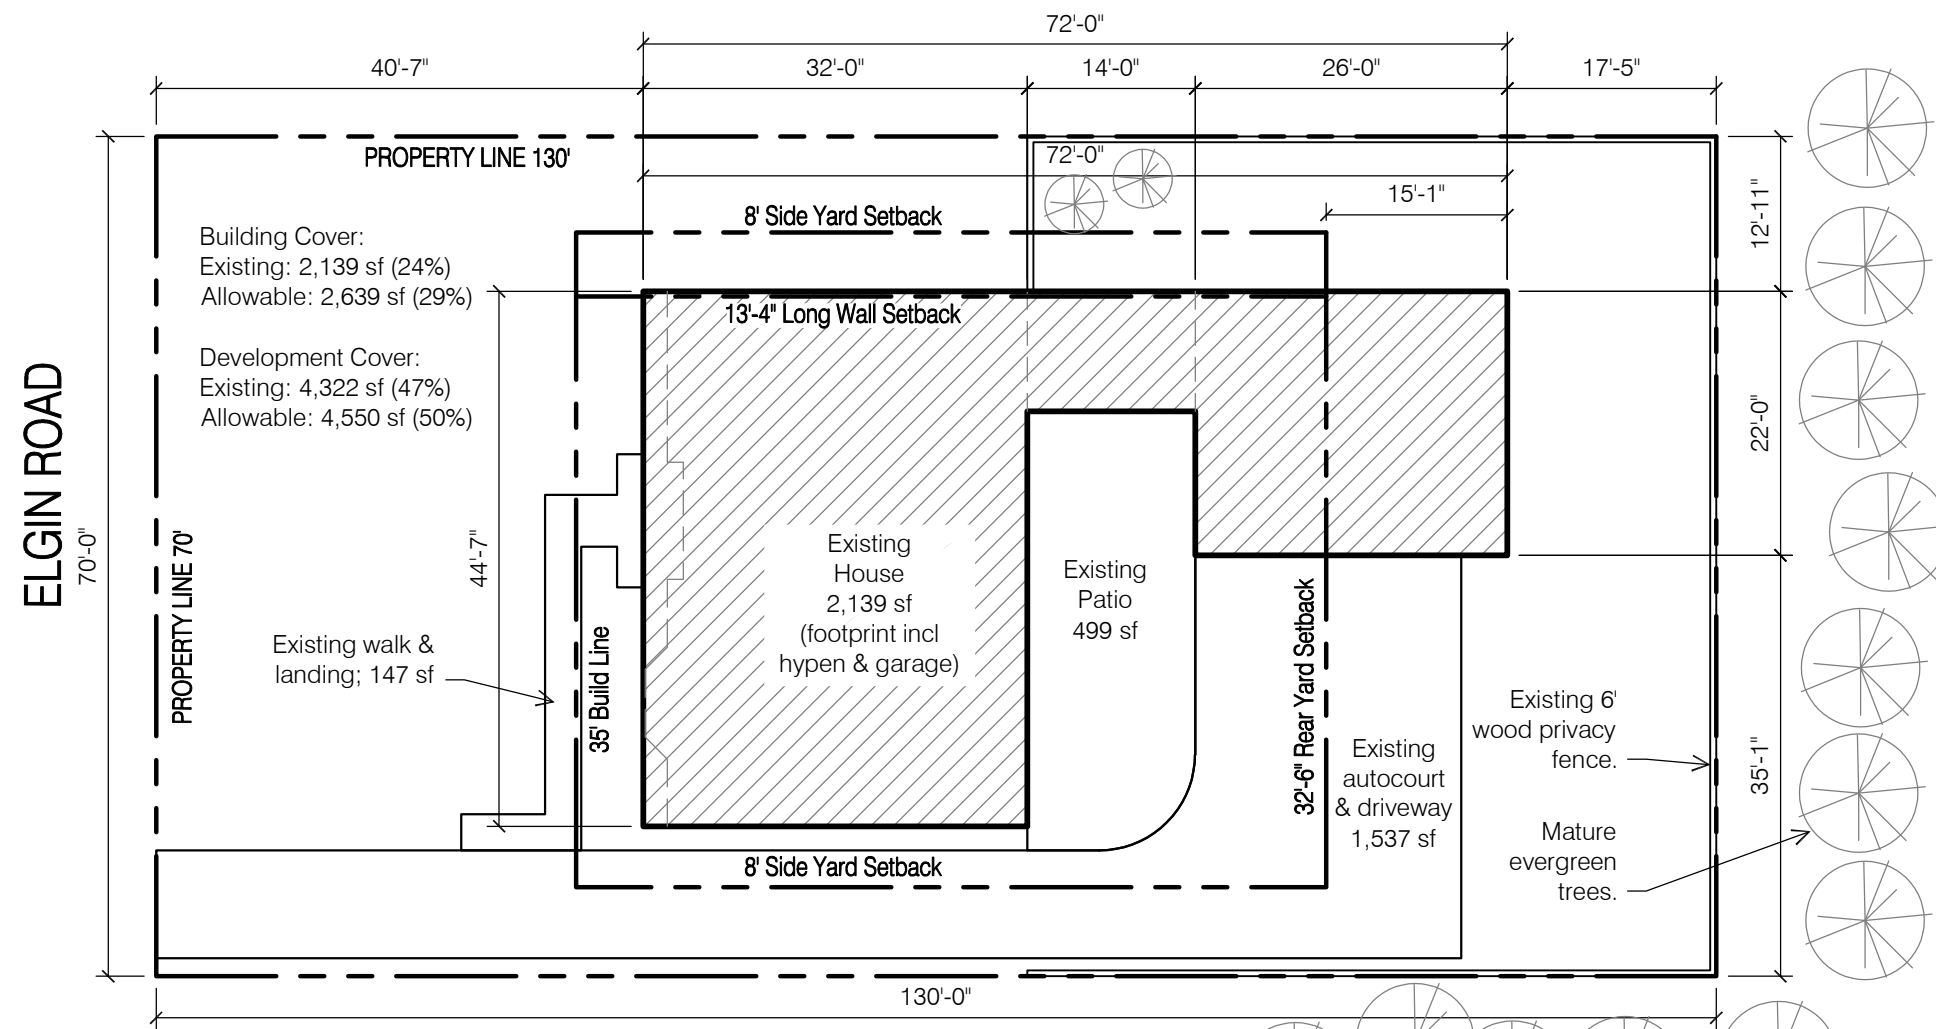 72'-0"
40'-7"
32'-0"
14'-0"
26'-0"
17'-5"
PROPERTY LINE 130'
72'-0"
15'-1"
12'-11"
8' Side Yard Setback
Building Cover:
Existing: 2,139 sf (24%)
Allowable: 2,639 sf (29%)
13'-4" Long Wall Setback
Development Cover:
Existing: 4,322 sf (47%)
Allowable: 4,550 sf (50%)
ELGIN ROAD
70'-0"
PROPERTY LINE 70'
44'-7"
22'-0"
Existing
House
2,139 sf
(footprint incl
hypen & garage)
Existing
Patio
499 sf
Existing walk &
landing; 147 sf
35' Build Line
32'-6" Rear Yard Setback
Existing
autocourt
& driveway
1,537 sf
Existing 6'
wood privacy
fence.
35'-1"
Mature
evergreen
trees.
8' Side Yard Setback
130'-0"